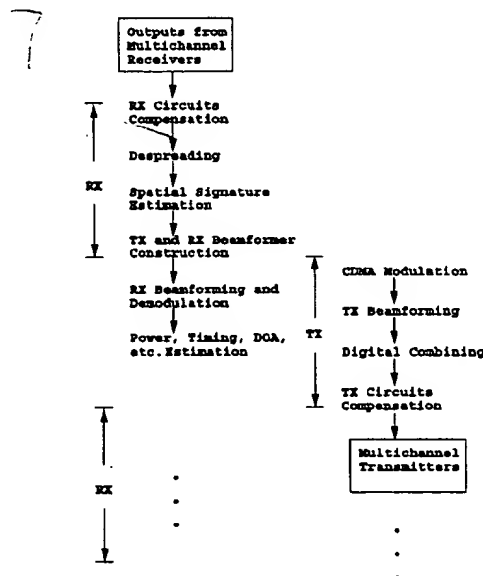 7
Outputs from
Multichannel
Receivers
RX Circuits
Compensation
Despreading
RX
Spatial Signature
Estimation
TX and RX Beamformer
Construction
CDMA Modulation
RX Beamforming and
Demodulation
TX Beamforming
Power, Timing, DOA,
etc. Estimation
TX
Digital Combining
TX Circuits
Compensation
Multichannel
Transmitters
RX